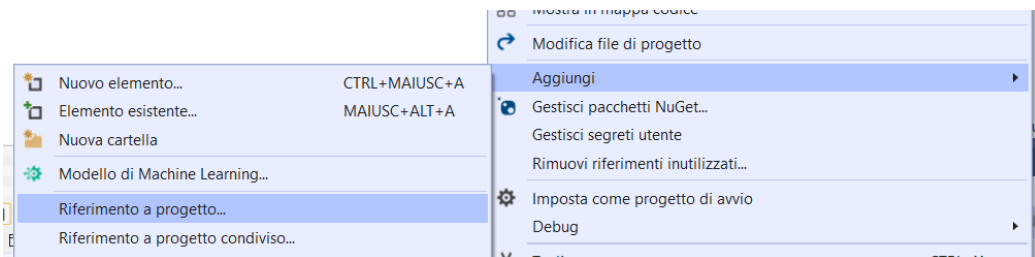 Mostra in mappa codice
Modifica file di progetto
Aggiungi
Gestisci pacchetti NuGet...
Gestisci segreti utente
Rimuovi riferimenti inutilizzati...
Imposta come progetto di avvio
Debug
Nuovo elemento... CTRL+MAIUSC+A
Elemento esistente... MAIUSC+ALT+A
Nuova cartella
Modello di Machine Learning...
Riferimento a progetto...
Riferimento a progetto condiviso...